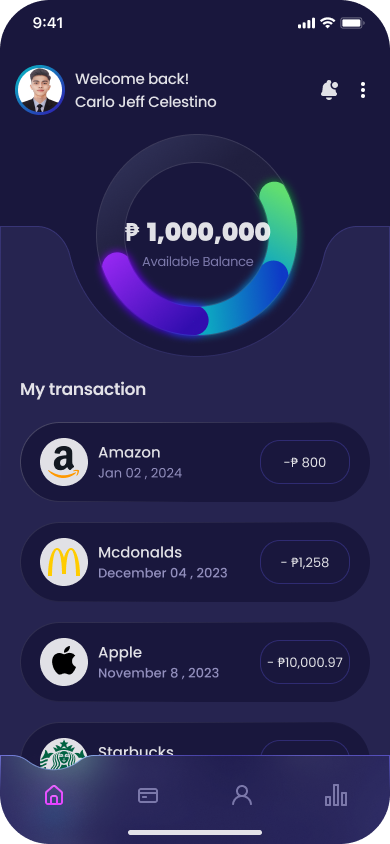 9:41
Welcome back!
Carlo Jeff Celestino
₱ 1,000,000
Available Balance
My transaction
Amazon
Jan 02 , 2024
-₱ 800
Mcdonalds
December 04 , 2023
- ₱1,258
Apple
November 8 , 2023
- ₱10,000.97
Starbucks